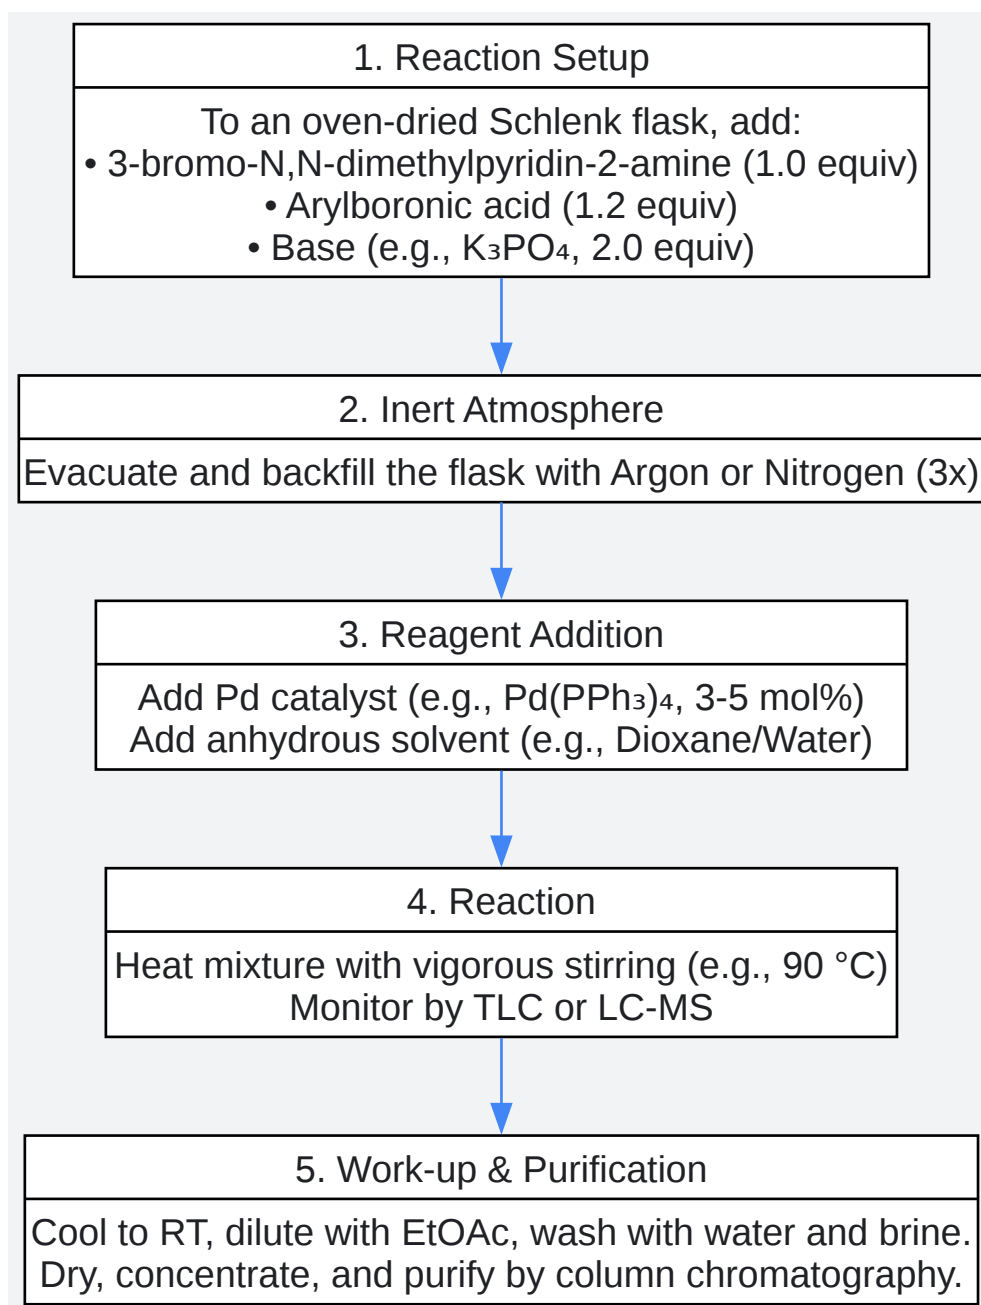 1. Reaction Setup
To an oven-dried Schlenk flask, add:
• 3-bromo-N,N-dimethylpyridin-2-amine (1.0 equiv)
• Arylboronic acid (1.2 equiv)
• Base (e.g., K₃PO₄, 2.0 equiv)
2. Inert Atmosphere
Evacuate and backfill the flask with Argon or Nitrogen (3x)
3. Reagent Addition
Add Pd catalyst (e.g., Pd(PPh₃)₄, 3-5 mol%)
Add anhydrous solvent (e.g., Dioxane/Water)
4. Reaction
Heat mixture with vigorous stirring (e.g., 90 °C)
Monitor by TLC or LC-MS
5. Work-up & Purification
Cool to RT, dilute with EtOAc, wash with water and brine.
Dry, concentrate, and purify by column chromatography.